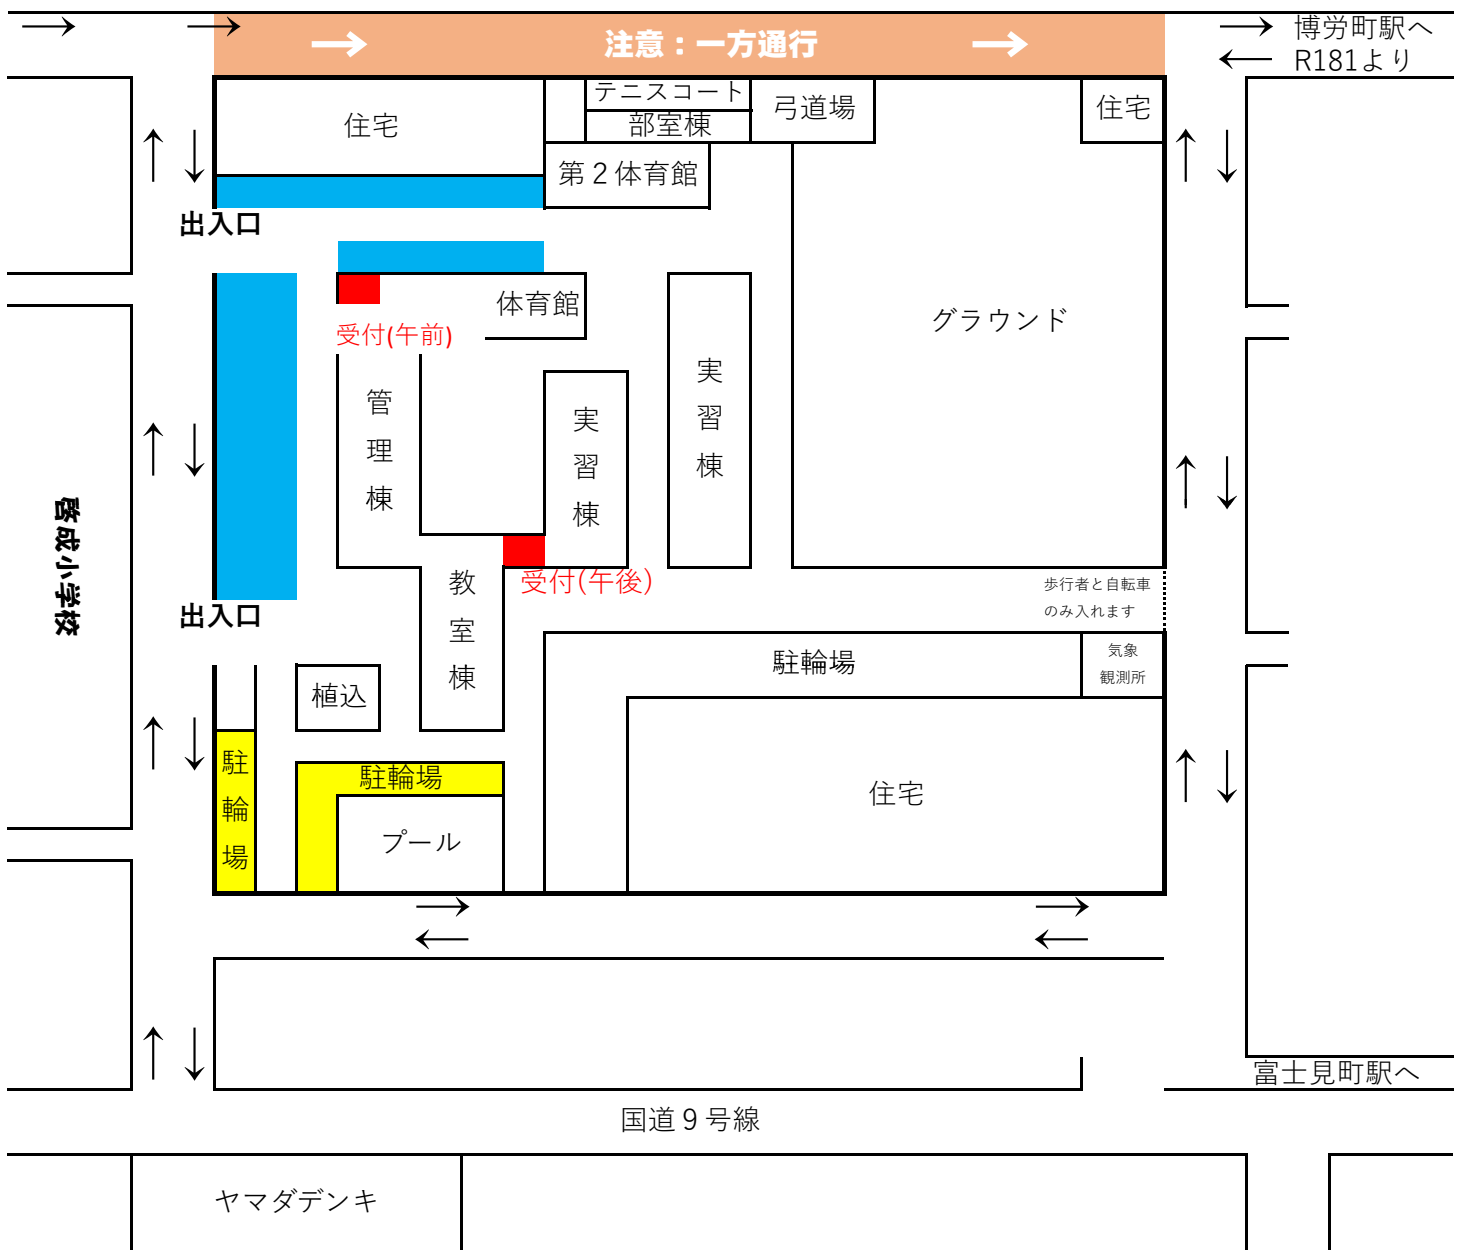 注意：一方通行
博労町駅へ
R181より
住宅
テニスコート
部室棟
弓道場
住宅
第２体育館
出入口
体育館
受付(午前)
グラウンド
管理棟
実習棟
実習棟
啓成小学校
受付(午後)
教室棟
歩行者と自転車
のみ入れます
出入口
駐輪場
気象
観測所
植込
駐輪場
駐輪場
プール
住宅
富士見町駅へ
国道９号線
ヤマダデンキ